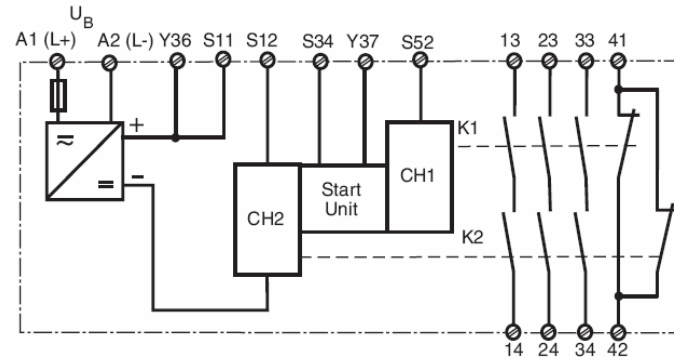 U_B
A1 (L+) A2 (L-) Y36 S11 S12 S34 Y37 S52 13 23 33 41
+
-
K1
Start
Unit
CH1
CH2
K2
14 24 34 42